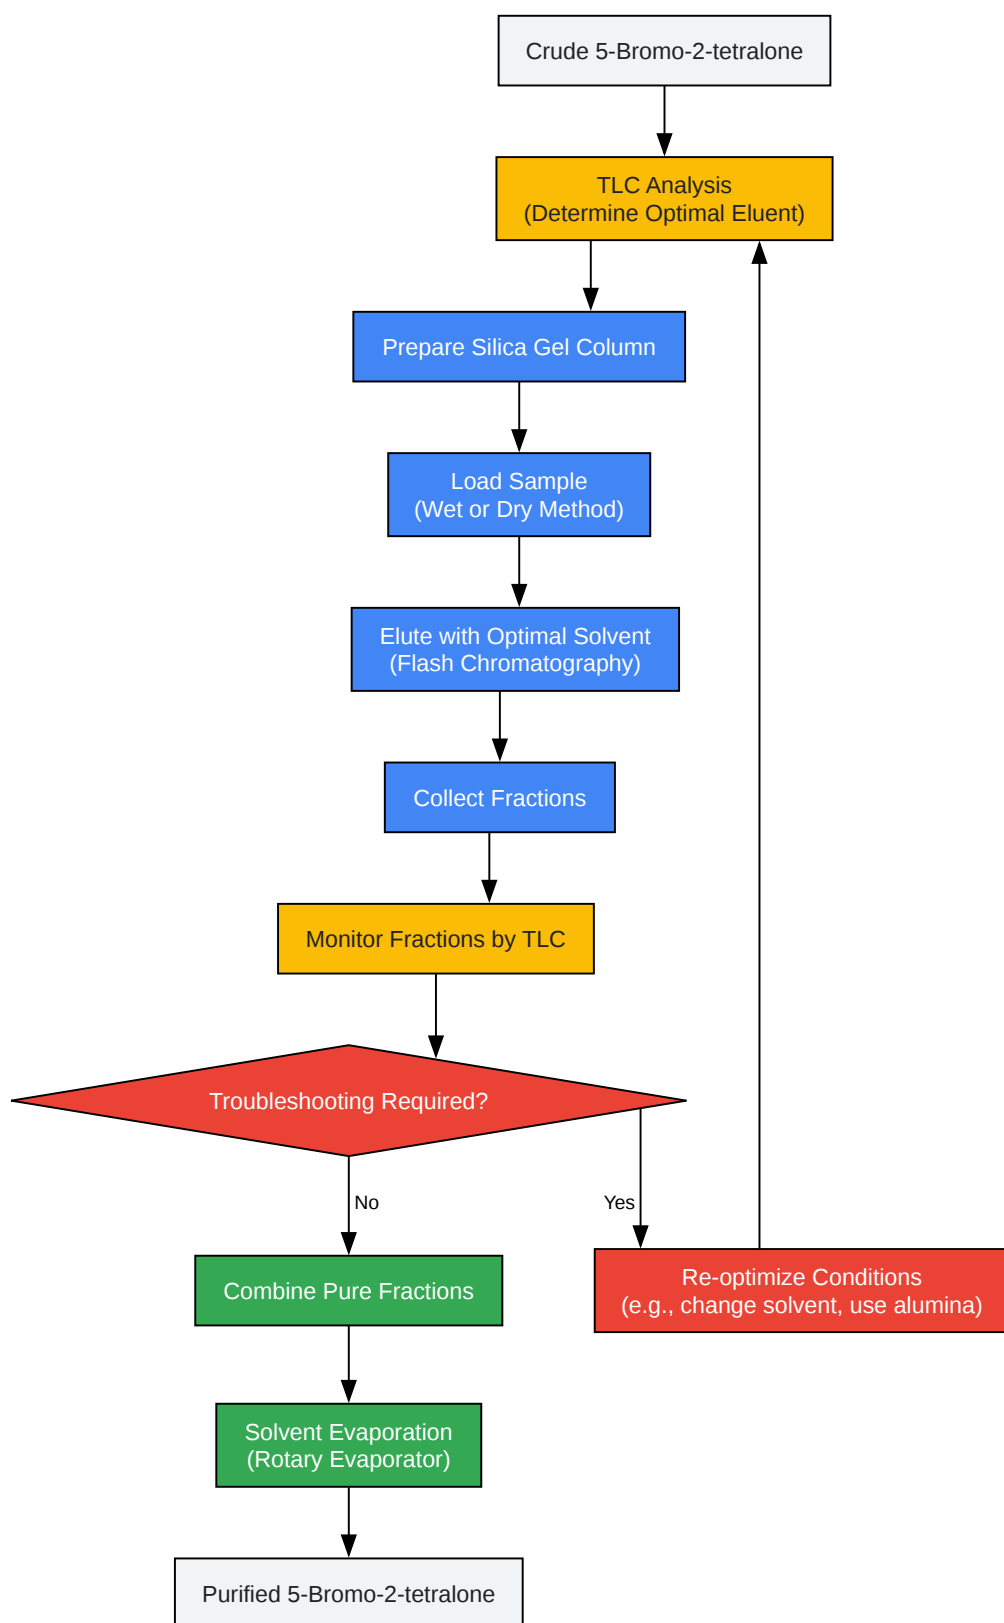 Crude 5-Bromo-2-tetralone
TLC Analysis
(Determine Optimal Eluent)
Prepare Silica Gel Column
Load Sample
(Wet or Dry Method)
Elute with Optimal Solvent
(Flash Chromatography)
Collect Fractions
Monitor Fractions by TLC
Troubleshooting Required?
No
Yes
Combine Pure Fractions
Re-optimize Conditions
(e.g., change solvent, use alumina)
Solvent Evaporation
(Rotary Evaporator)
Purified 5-Bromo-2-tetralone